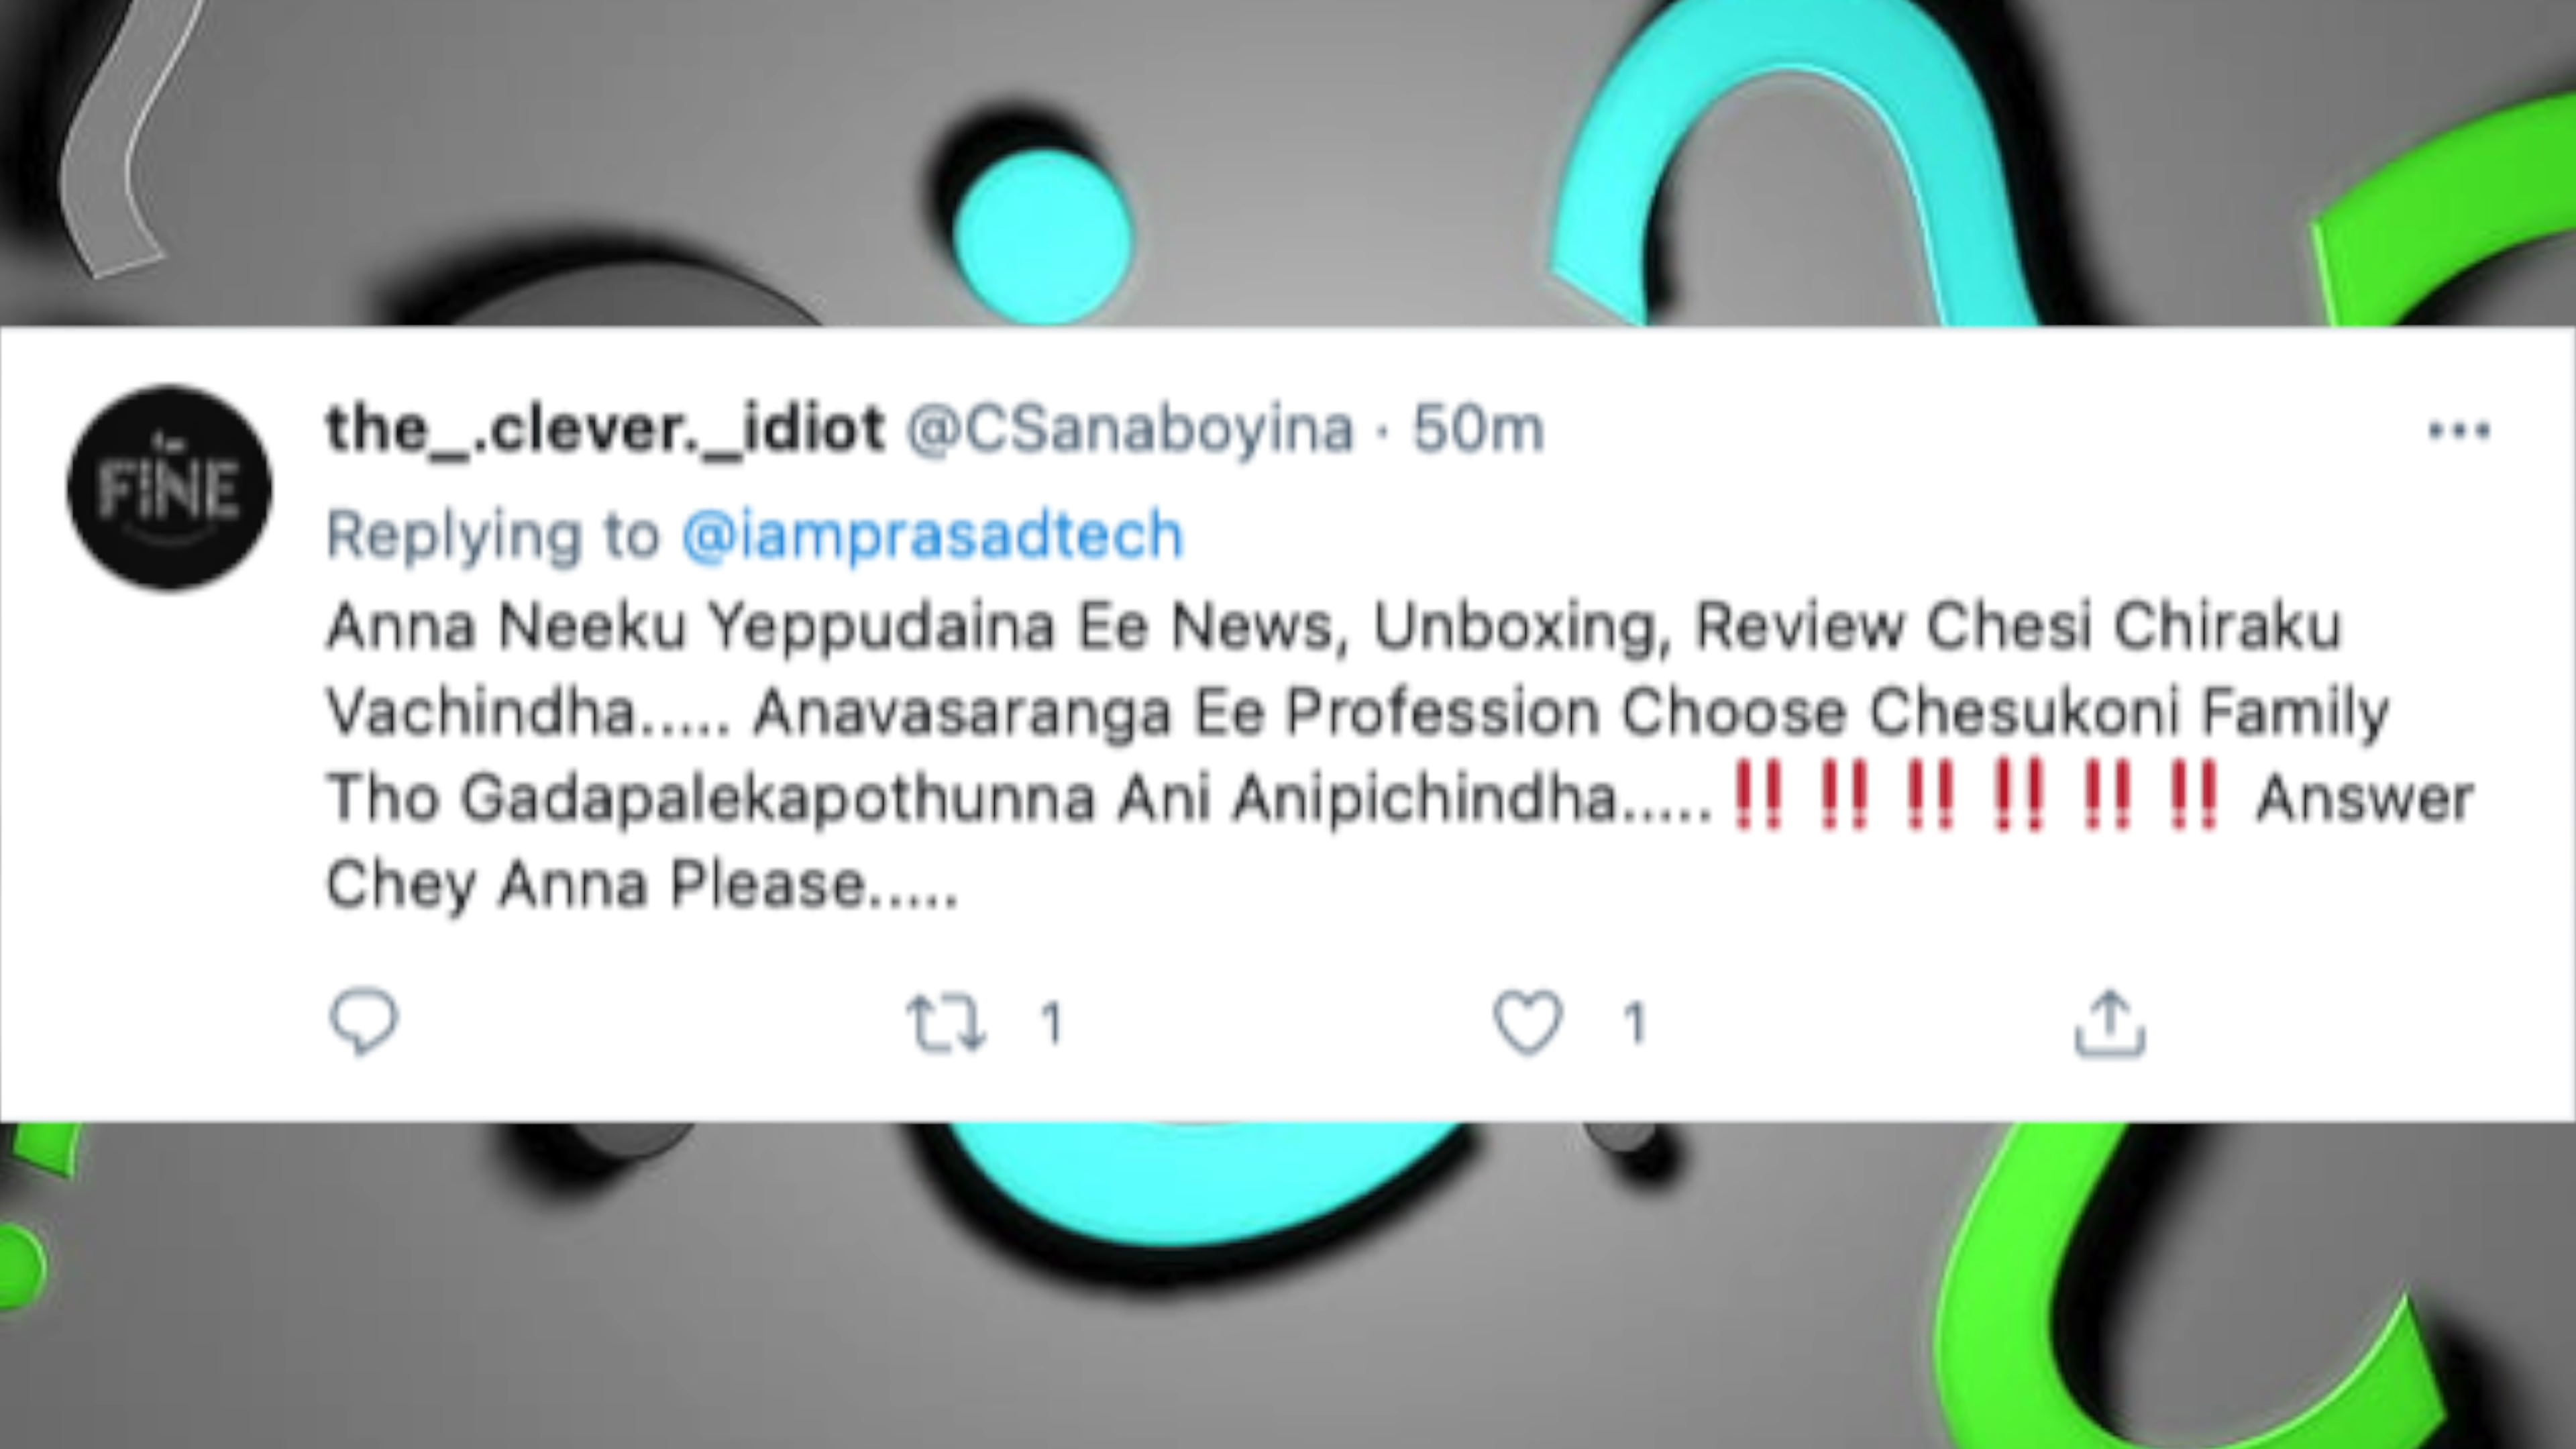 the_.clever._idiot @CSanaboyina · 50m
FINE
Replying to @iamprasadtech
Anna Neeku Yeppudaina Ee News, Unboxing, Review Chesi Chiraku
Vachindha..... Anavasaranga Ee Profession Choose Chesukoni Family
Tho Gadapalekapothunna Ani Anipichindha.....‼️‼️‼️‼️‼️‼️ Answer
Chey Anna Please.....
1 1